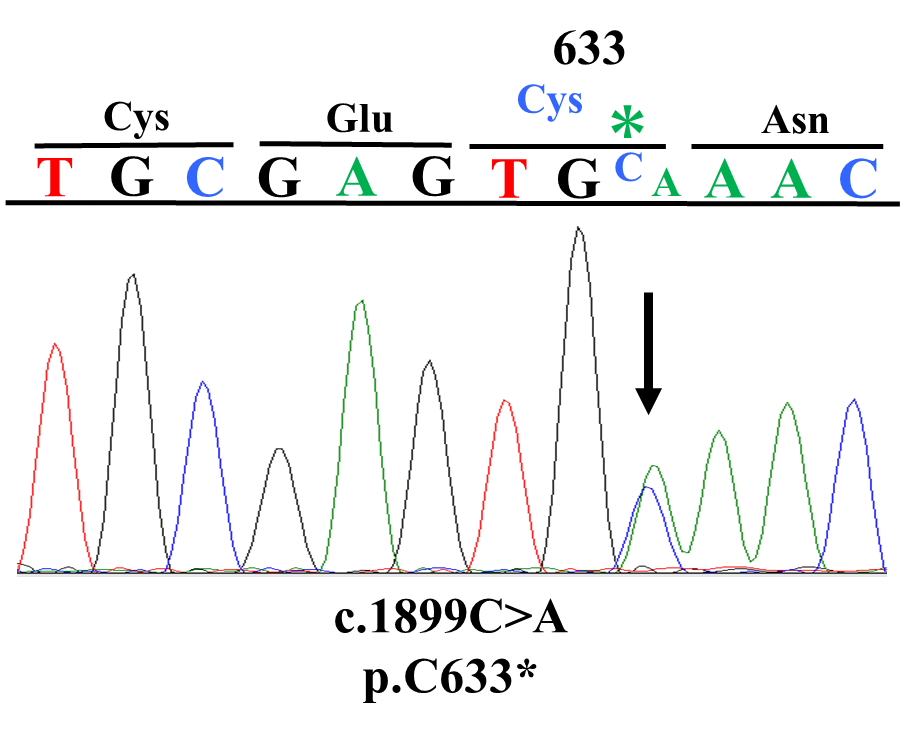 633
Cys *
Cys Glu Asn
T G C G A G T G C A A A C
c.1899C>A
p.C633*